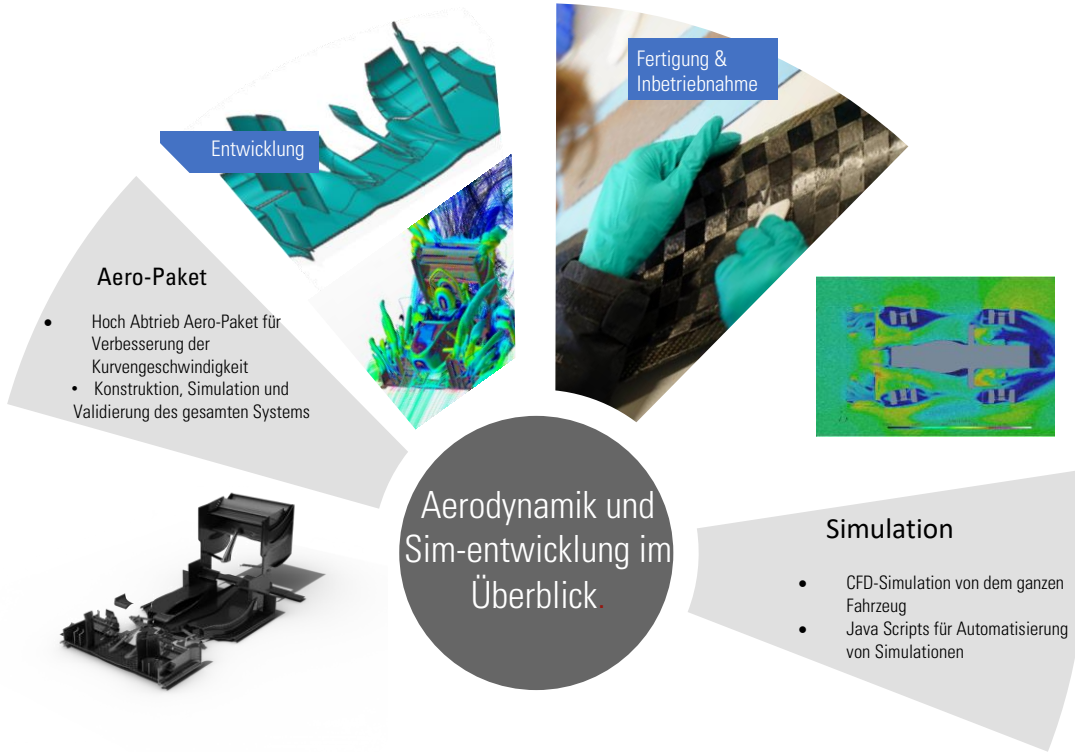 Entwicklung
Fertigung &
Inbetriebnahme
Aero-Paket
• Hoch Abtrieb Aero-Paket für
Verbesserung der
Kurvengeschwindigkeit
• Konstruktion, Simulation und
Validierung des gesamten Systems
Aerodynamik und
Sim-entwicklung im
Überblick.
Simulation
• CFD-Simulation von dem ganzen
Fahrzeug
• Java Scripts für Automatisierung
von Simulationen